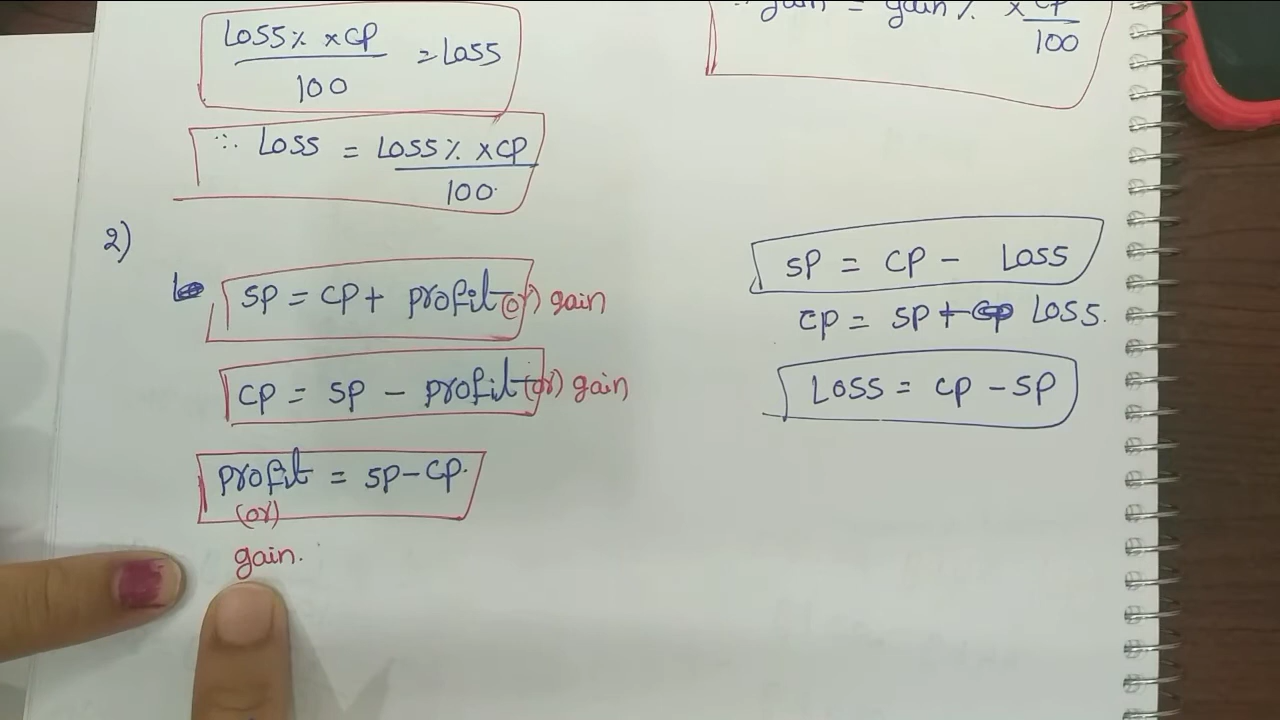 Loss% × CP
100
= Loss
∴ Loss = Loss% × CP
100
gain = gain% × CP
100
2)
SP = CP + profit (or) gain
CP = SP - profit (or) gain
profit = SP - CP.
(or)
gain.
SP = CP - Loss
CP = SP + Loss.
Loss = CP - SP